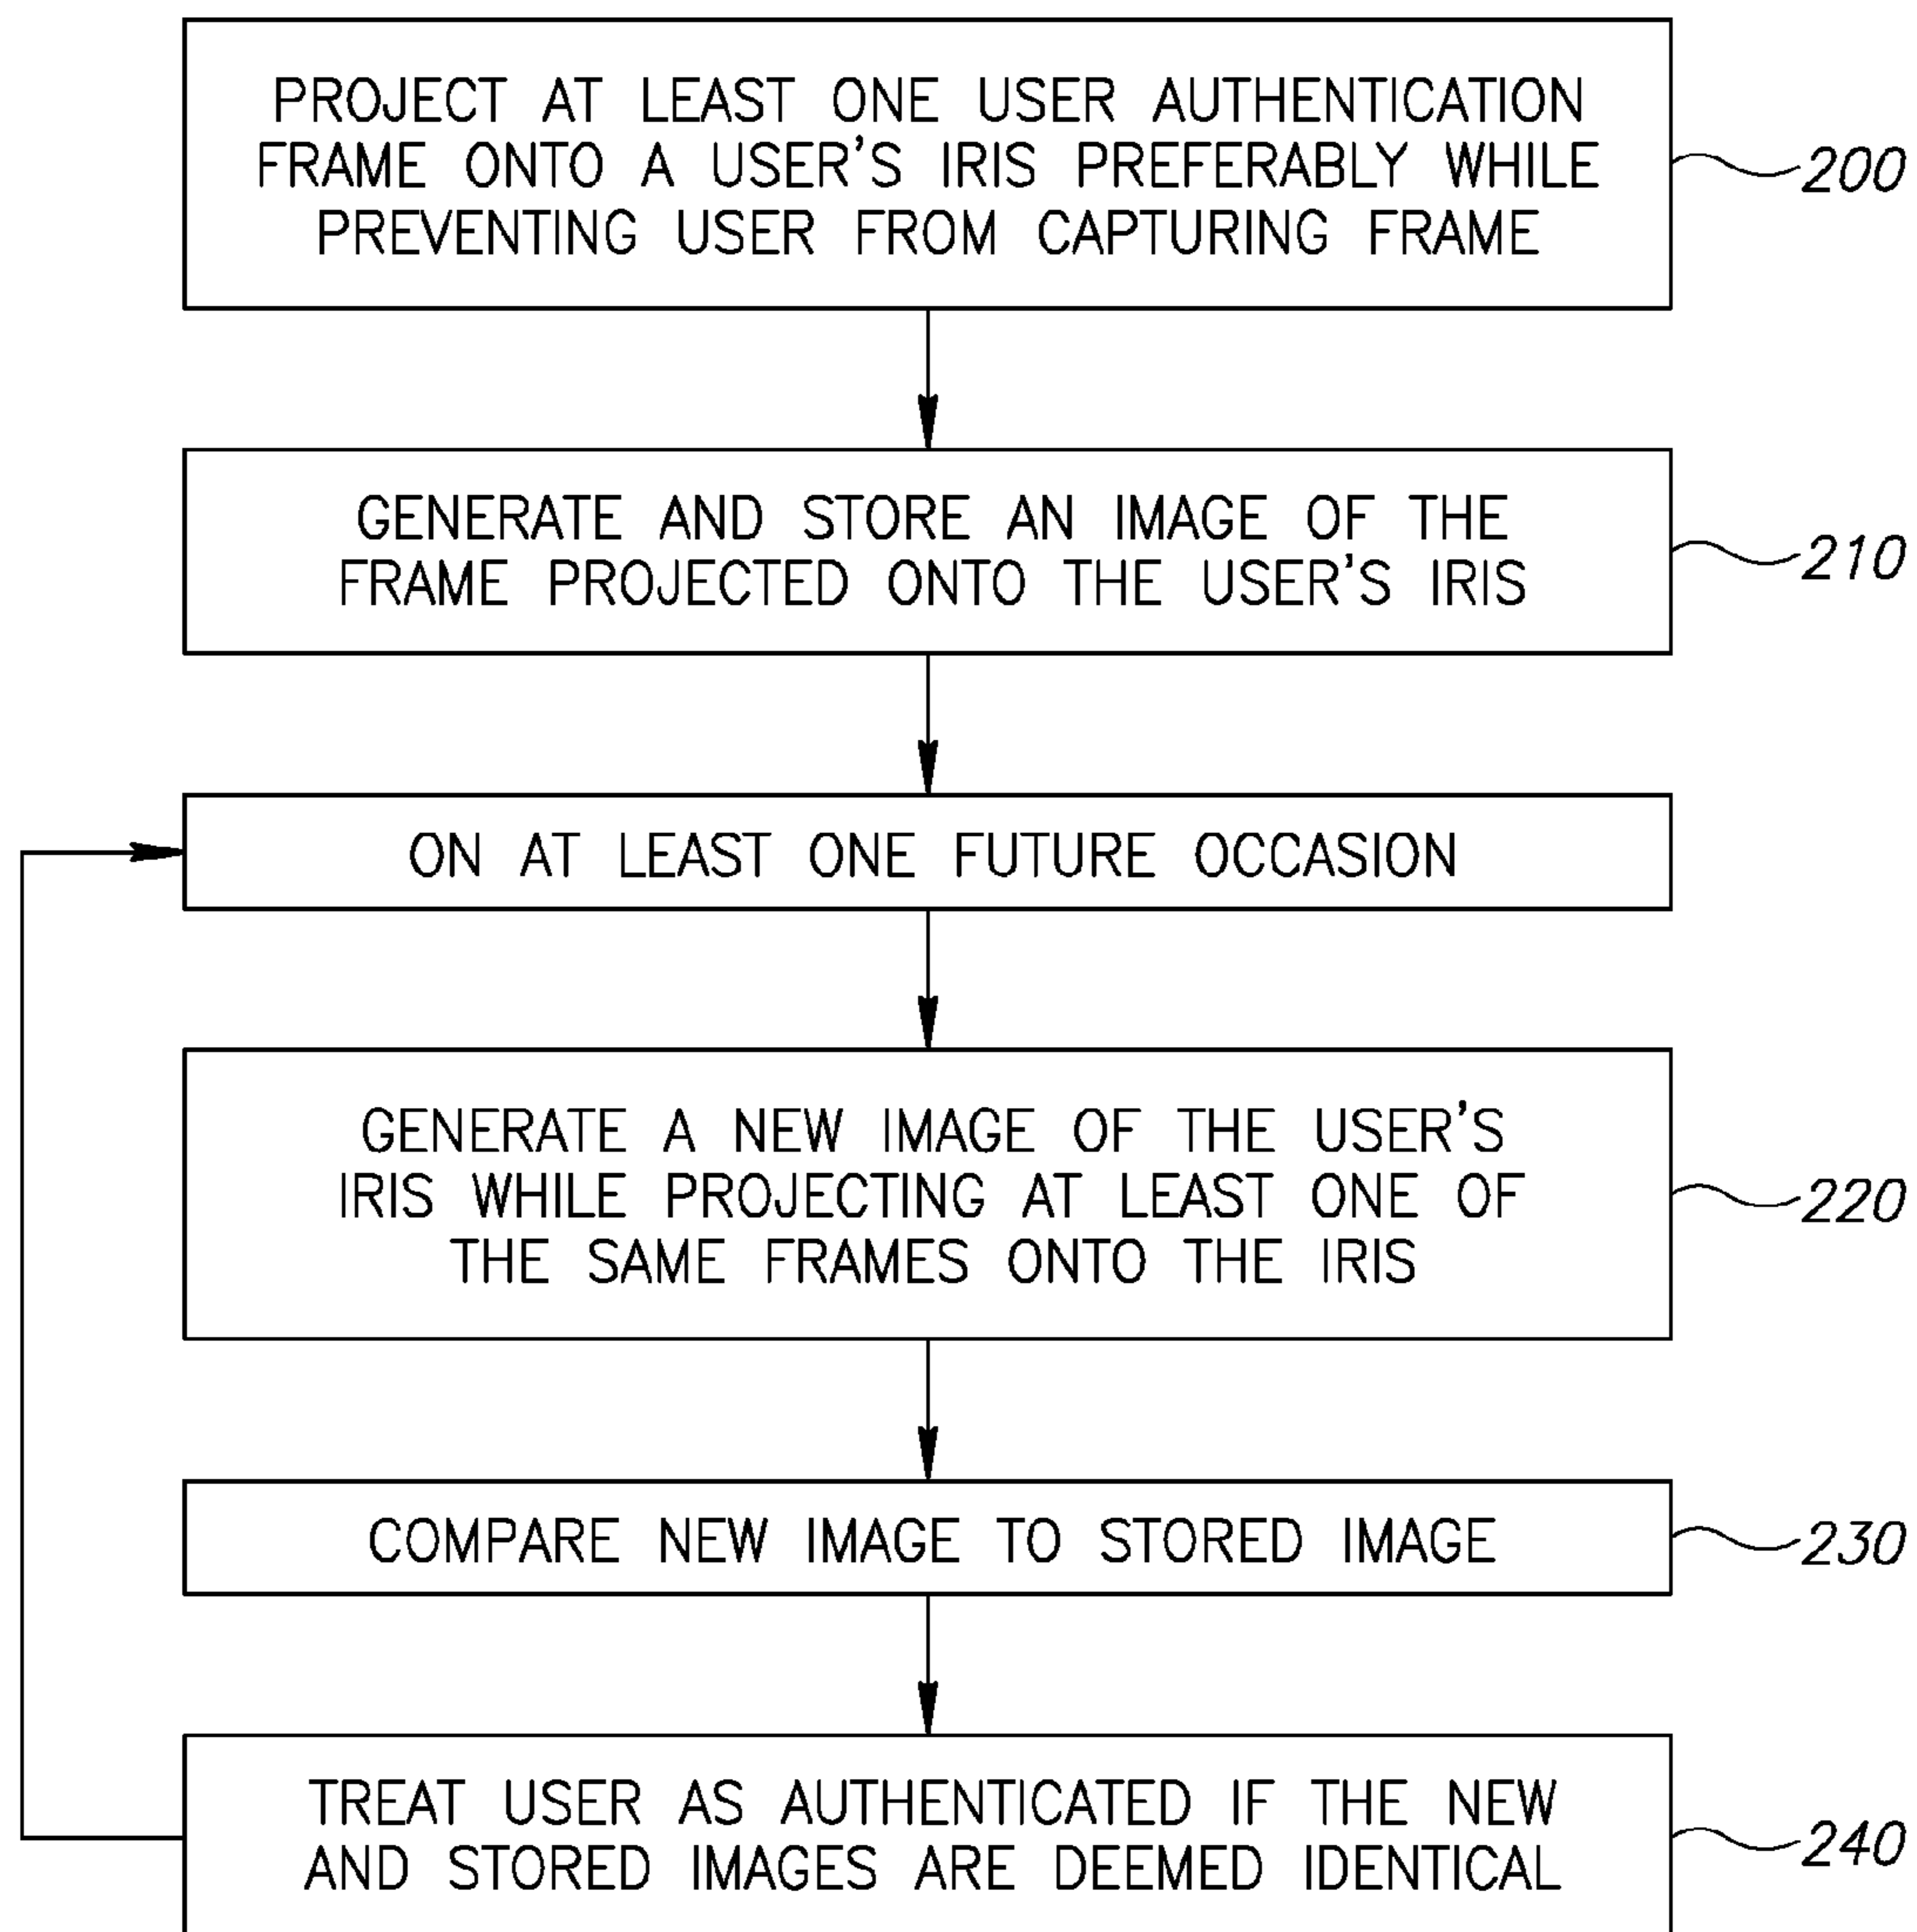 PROJECT AT LEAST ONE USER AUTHENTICATION
FRAME ONTO A USER'S IRIS PREFERABLY WHILE
PREVENTING USER FROM CAPTURING FRAME
200
GENERATE AND STORE AN IMAGE OF THE
FRAME PROJECTED ONTO THE USER'S IRIS
210
ON AT LEAST ONE FUTURE OCCASION
GENERATE A NEW IMAGE OF THE USER'S
IRIS WHILE PROJECTING AT LEAST ONE OF
THE SAME FRAMES ONTO THE IRIS
220
COMPARE NEW IMAGE TO STORED IMAGE
230
TREAT USER AS AUTHENTICATED IF THE NEW
AND STORED IMAGES ARE DEEMED IDENTICAL
240